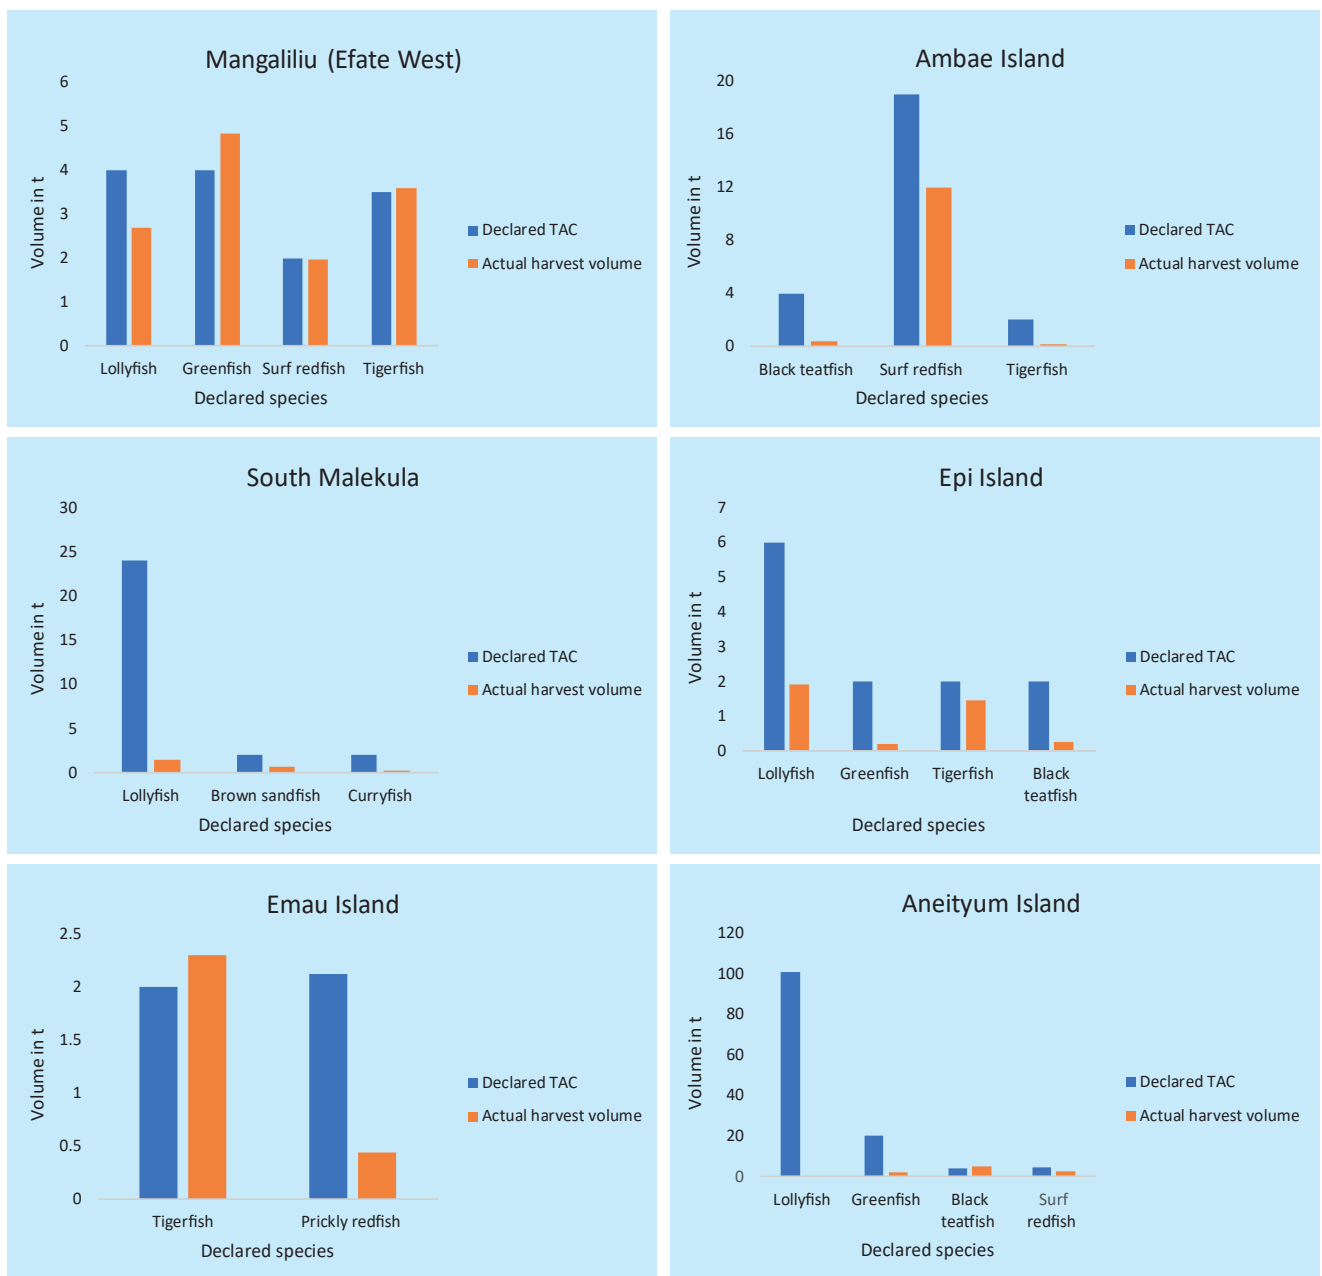 Mangaliliu (Efate West)
6
5
4
3
2
1
0
Volume in t
Lollyfish Greenfish Surf redfish Tigerfish
Declared species
Declared TAC
Actual harvest volume
Ambae Island
20
16
12
8
4
0
Volume in t
Black teatfish Surf redfish Tigerfish
Declared species
Declared TAC
Actual harvest volume
South Malekula
30
25
20
15
10
5
0
Volume in t
Lollyfish Brown sandfish Curryfish
Declared species
Declared TAC
Actual harvest volume
Epi Island
7
6
5
4
3
2
1
0
Volume in t
Lollyfish Greenfish Tigerfish Black
teatfish
Declared species
Declared TAC
Actual harvest volume
Emau Island
2.5
2
1.5
1
0.5
0
Volume in t
Tigerfish Prickly redfish
Declared species
Declared TAC
Actual harvest volume
Aneityum Island
120
100
80
60
40
20
0
Volume in t
Lollyfish Greenfish Black Surf
teatfish redfish
Declared species
Declared TAC
Actual harvest volume